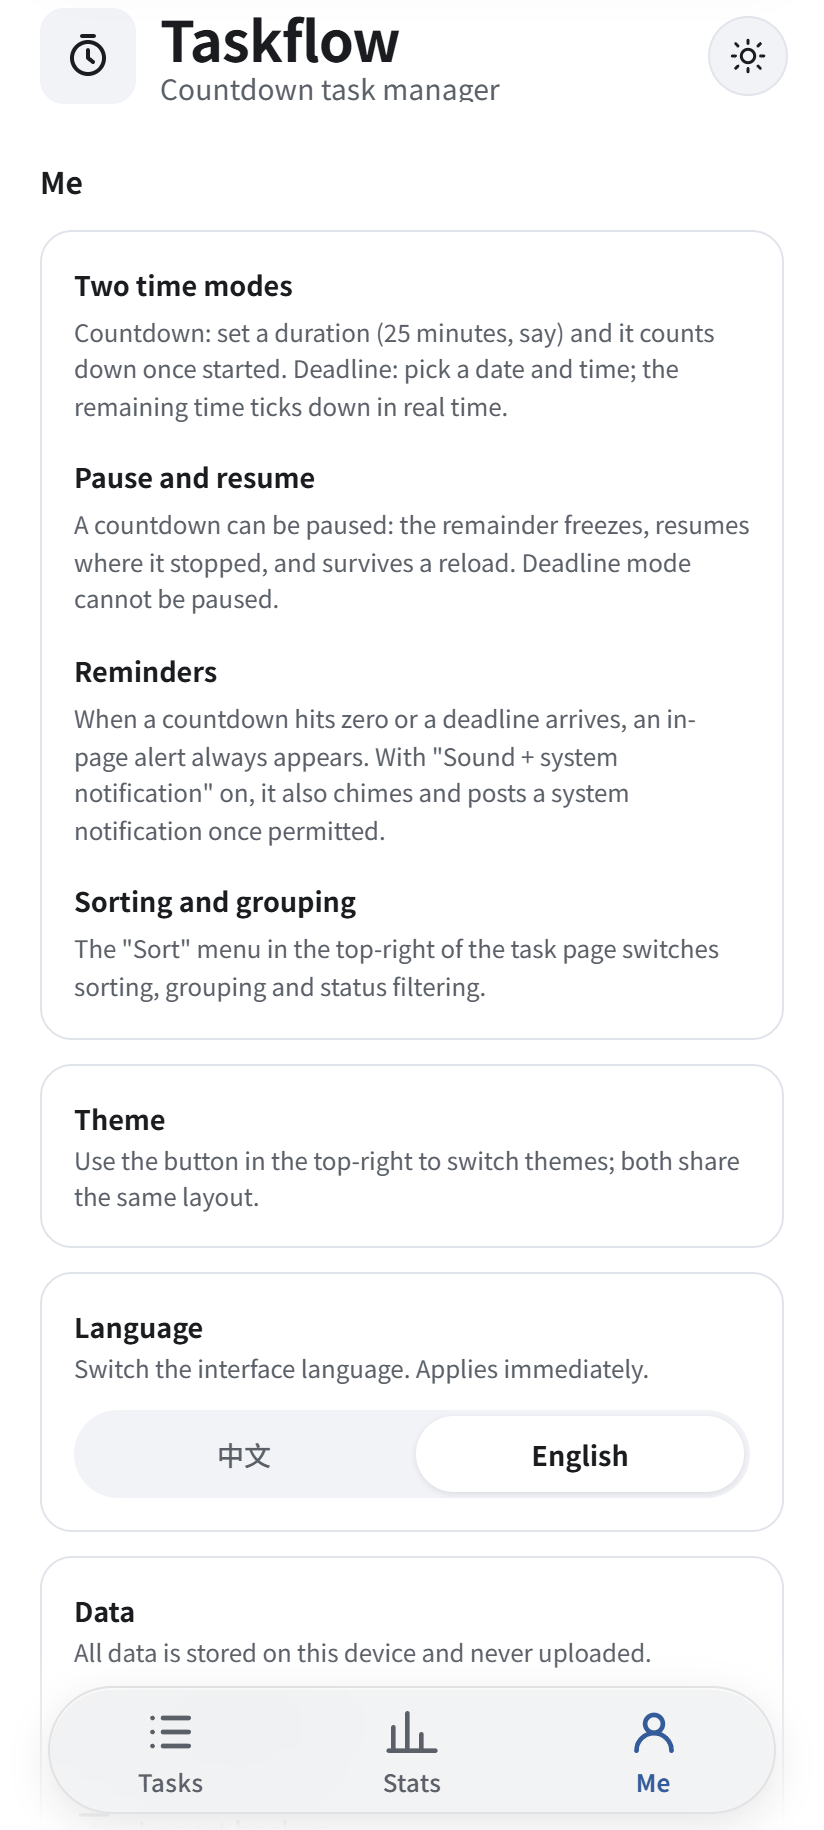 Taskflow
Countdown task manager
Me
Two time modes
Countdown: set a duration (25 minutes, say) and it counts
down once started. Deadline: pick a date and time; the
remaining time ticks down in real time.
Pause and resume
A countdown can be paused: the remainder freezes, resumes
where it stopped, and survives a reload. Deadline mode
cannot be paused.
Reminders
When a countdown hits zero or a deadline arrives, an in-
page alert always appears. With "Sound + system
notification" on, it also chimes and posts a system
notification once permitted.
Sorting and grouping
The "Sort" menu in the top-right of the task page switches
sorting, grouping and status filtering.
Theme
Use the button in the top-right to switch themes; both share
the same layout.
Language
Switch the interface language. Applies immediately.
中文
English
Data
All data is stored on this device and never uploaded.
Tasks
Stats
Me